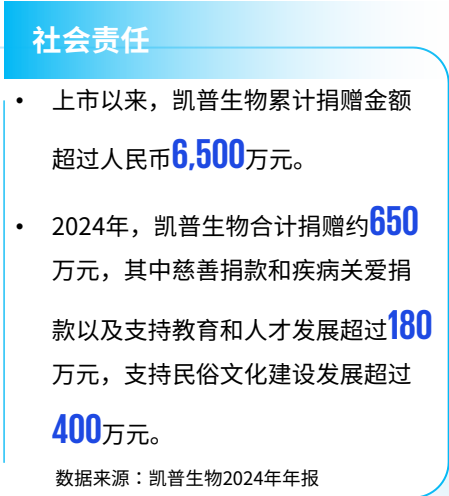 社会责任
• 上市以来，凯普生物累计捐赠金额
超过人民币6,500万元。
• 2024年，凯普生物合计捐赠约650
万元，其中慈善捐款和疾病关爱捐
款以及支持教育和人才发展超过180
万元，支持民俗文化建设发展超过
400万元。
数据来源：凯普生物2024年年报